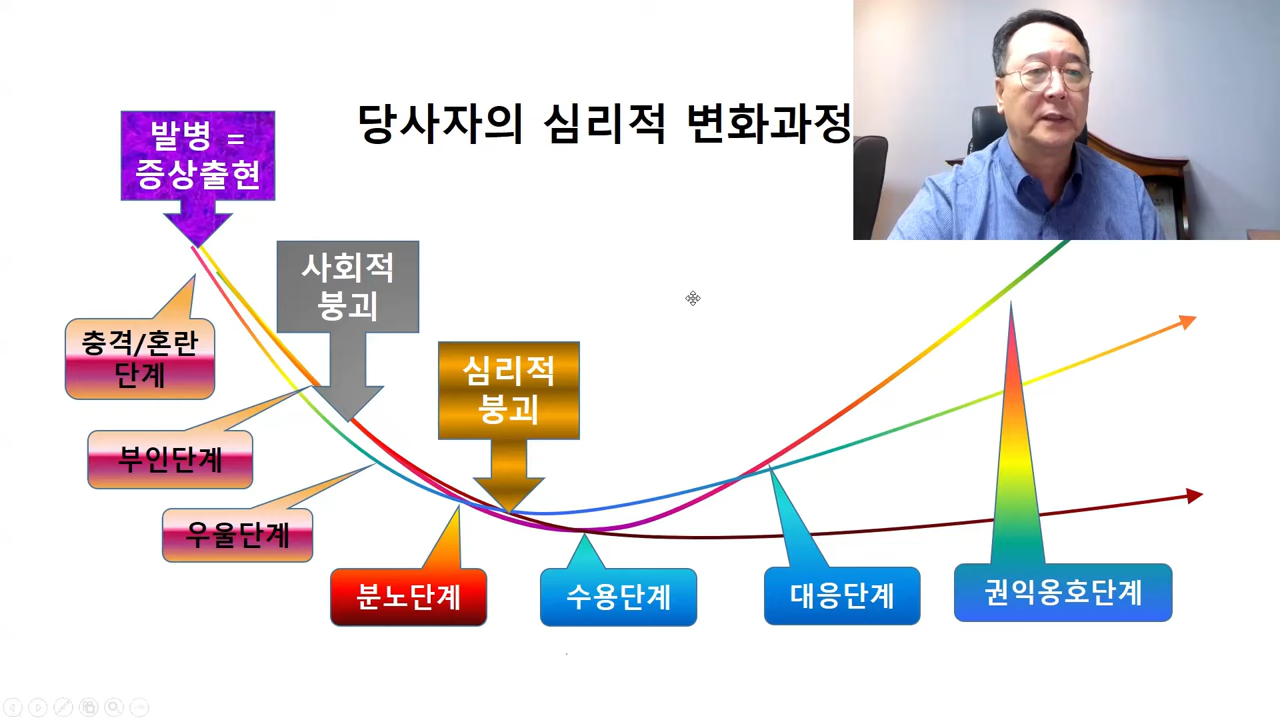 당사자의 심리적 변화과정
발병 =
증상출현
사회적
붕괴
심리적
붕괴
충격/혼란
단계
부인단계
우울단계
분노단계
수용단계
대응단계
권익옹호단계